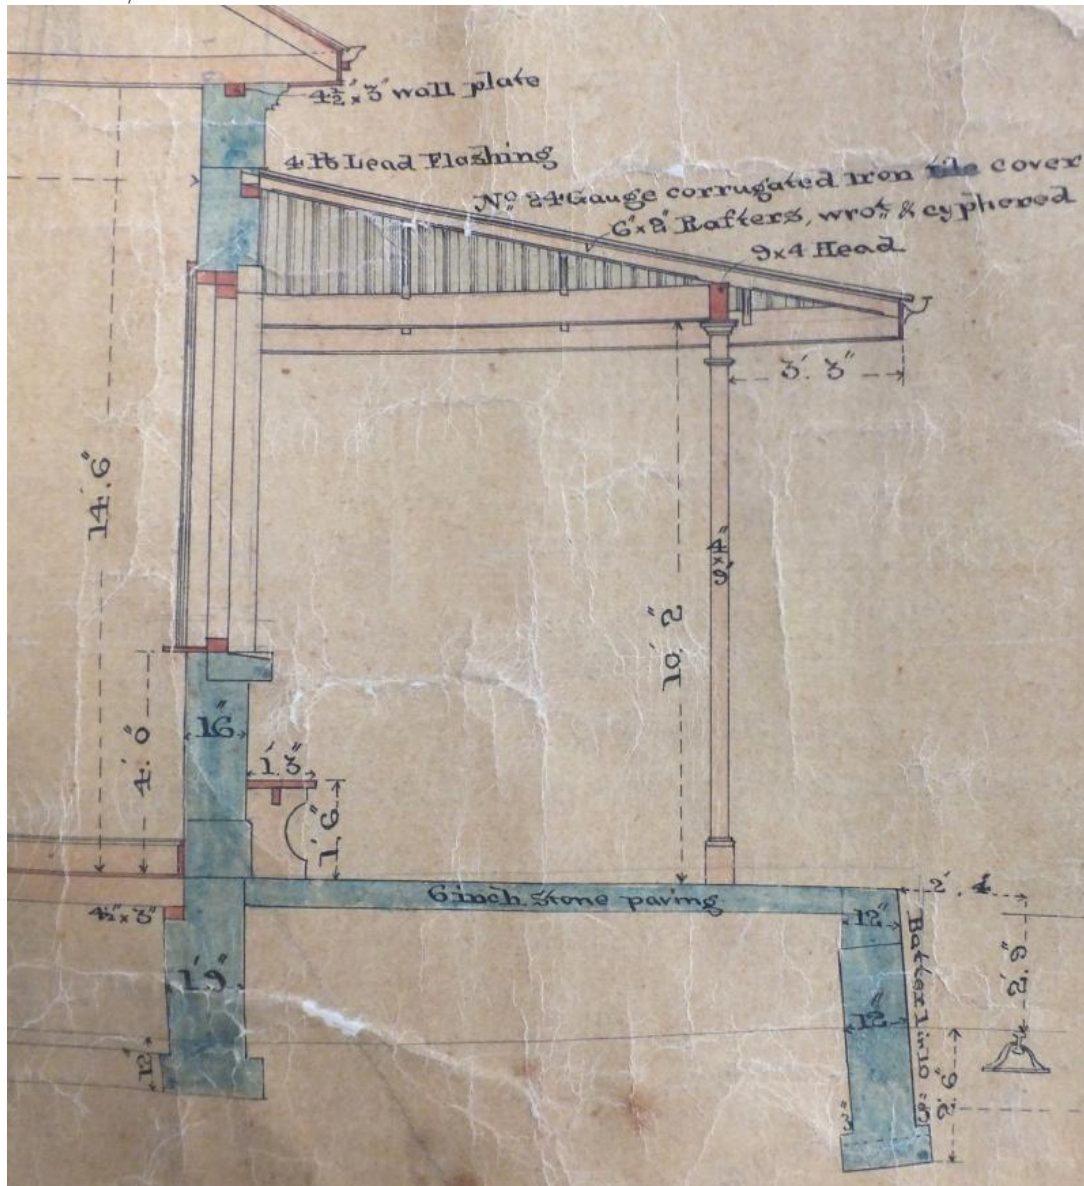 4½" × 3" wall plate
4 lb Lead Flashing
No 24 Gauge corrugated Iron tile cover
6" × 2" Rafters, wrot. & cyphered
9 × 4 Head
3'. 3"
14'. 6"
4" × 6"
10'. 2"
4'. 0"
16"
1'. 3"
1'. 6"
6 inch Stone paving
2'. 4
4½" × 3"
12"
2'. 9"
Batter 1 in 10
1'. 9"
12"
12"
2'. 9"
3"